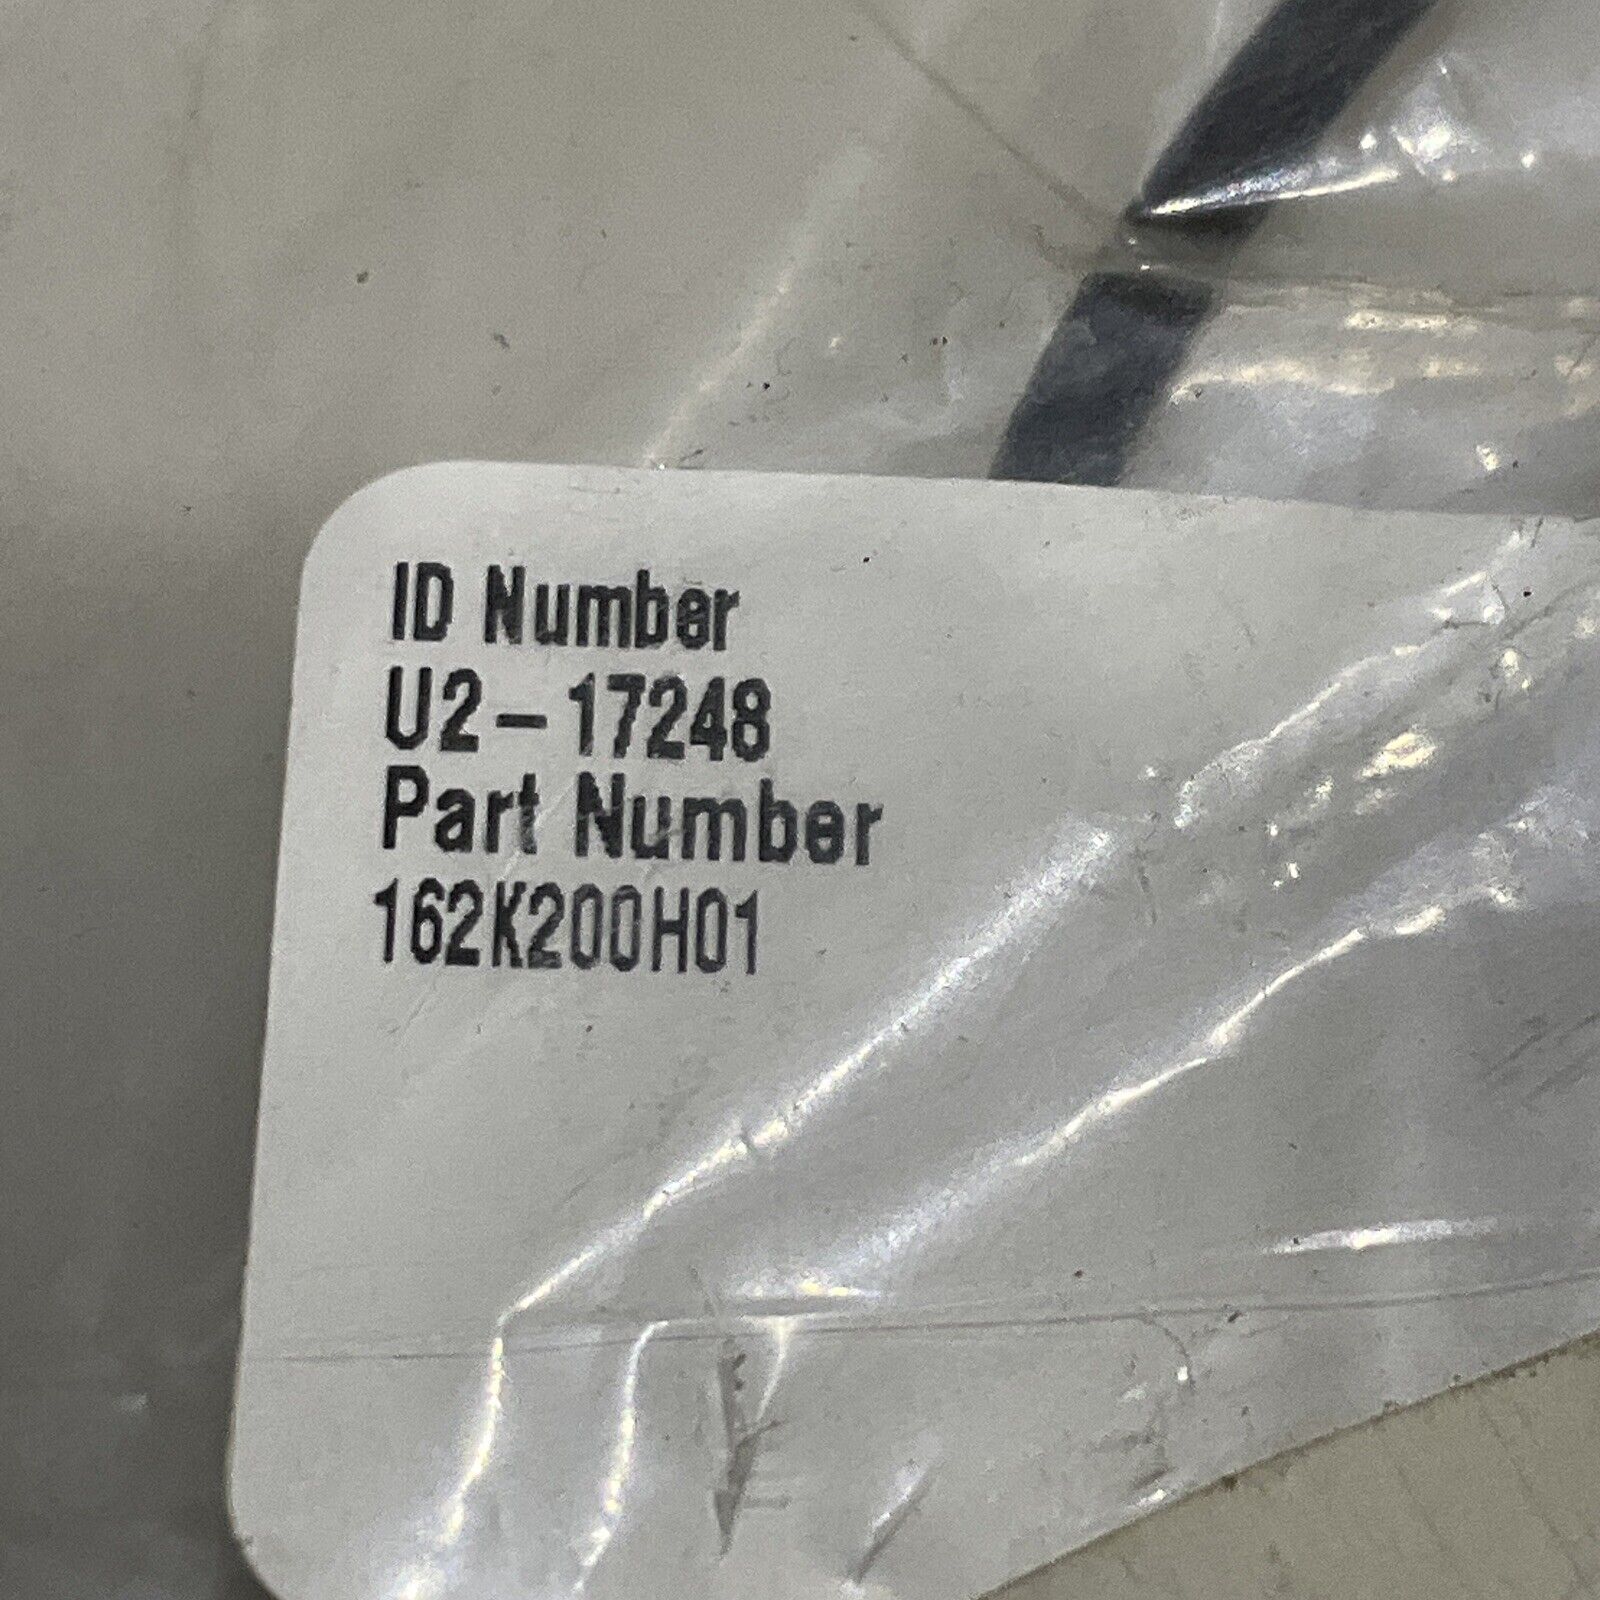 ID Number
U2-17248
Part Number
162K200H01